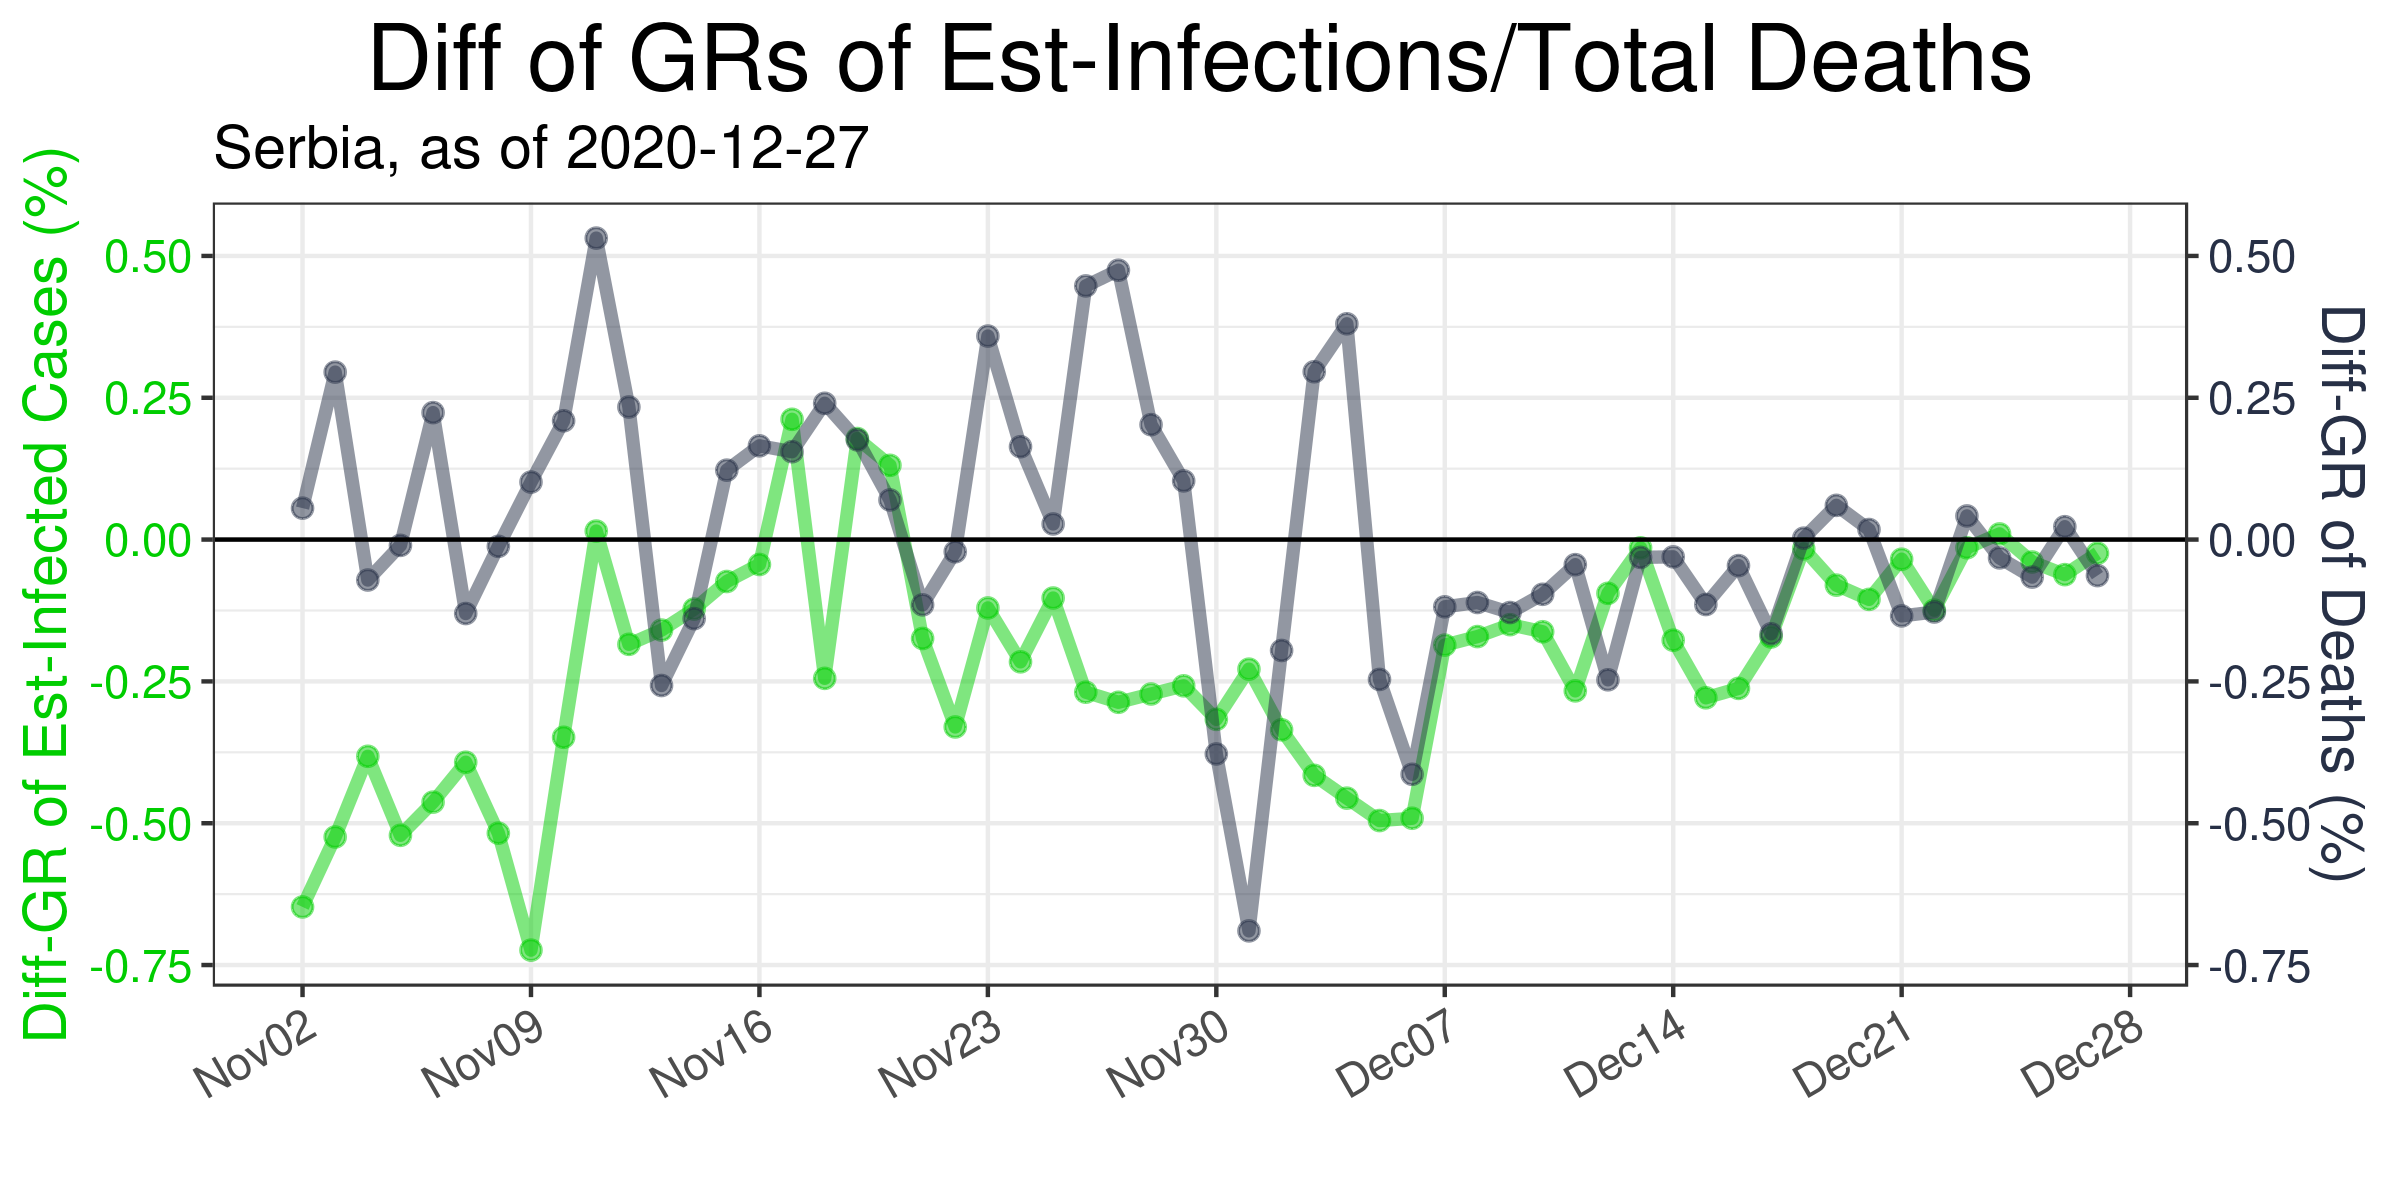 Diff of GRs of Est-Infections/Total Deaths
Serbia, as of 2020-12-27
Diff-GR of Est-Infected Cases (%)
0.50
0.25
0.00
-0.25
-0.50
-0.75
0.50
0.25
0.00
-0.25
-0.50
-0.75
Diff-GR of Deaths (%)
Nov02 Nov09 Nov16 Nov23 Nov30 Dec07 Dec14 Dec21 Dec28